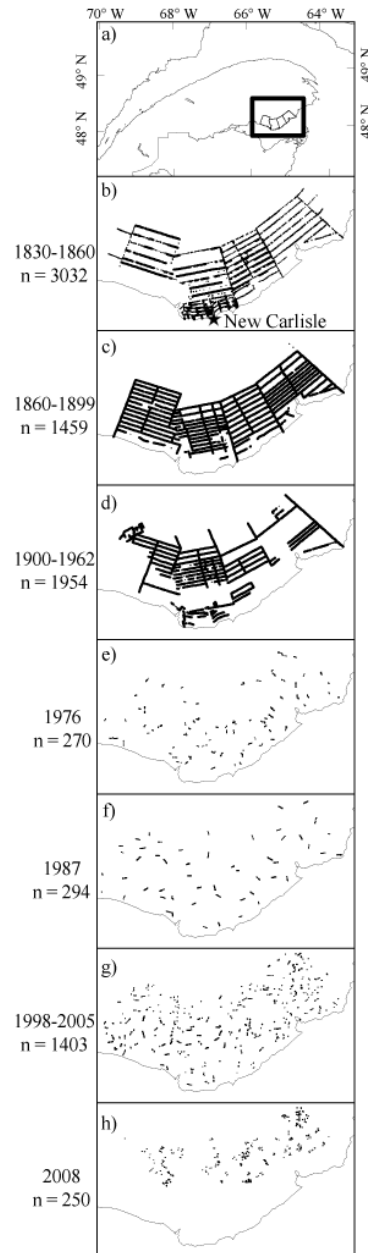 70° W 68° W 66° W 64° W
a)
49° N
49° N
48° N
48° N
b)
1830-1860
n = 3032
New Carlisle
c)
1860-1899
n = 1459
d)
1900-1962
n = 1954
e)
1976
n = 270
f)
1987
n = 294
g)
1998-2005
n = 1403
h)
2008
n = 250